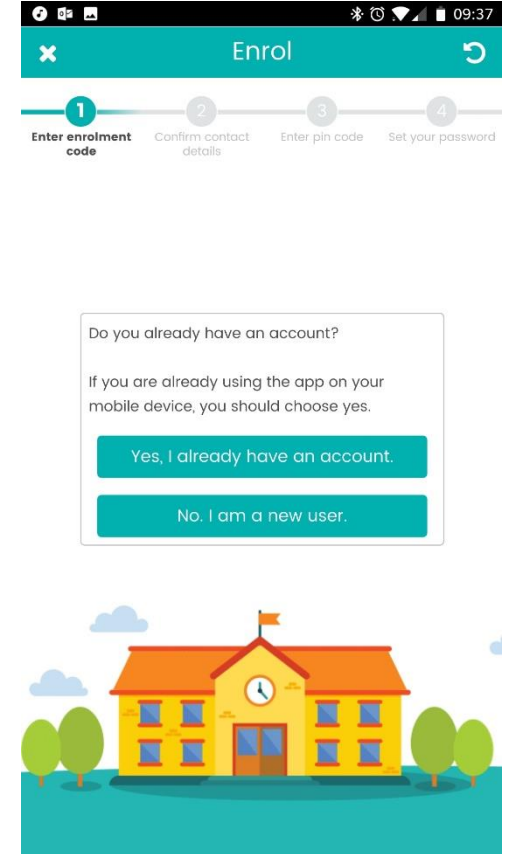 09:37
Enrol
1
2
3
4
Enter enrolment
code
Confirm contact
details
Enter pin code
Set your password
Do you already have an account?
If you are already using the app on your
mobile device, you should choose yes.
Yes, I already have an account.
No. I am a new user.